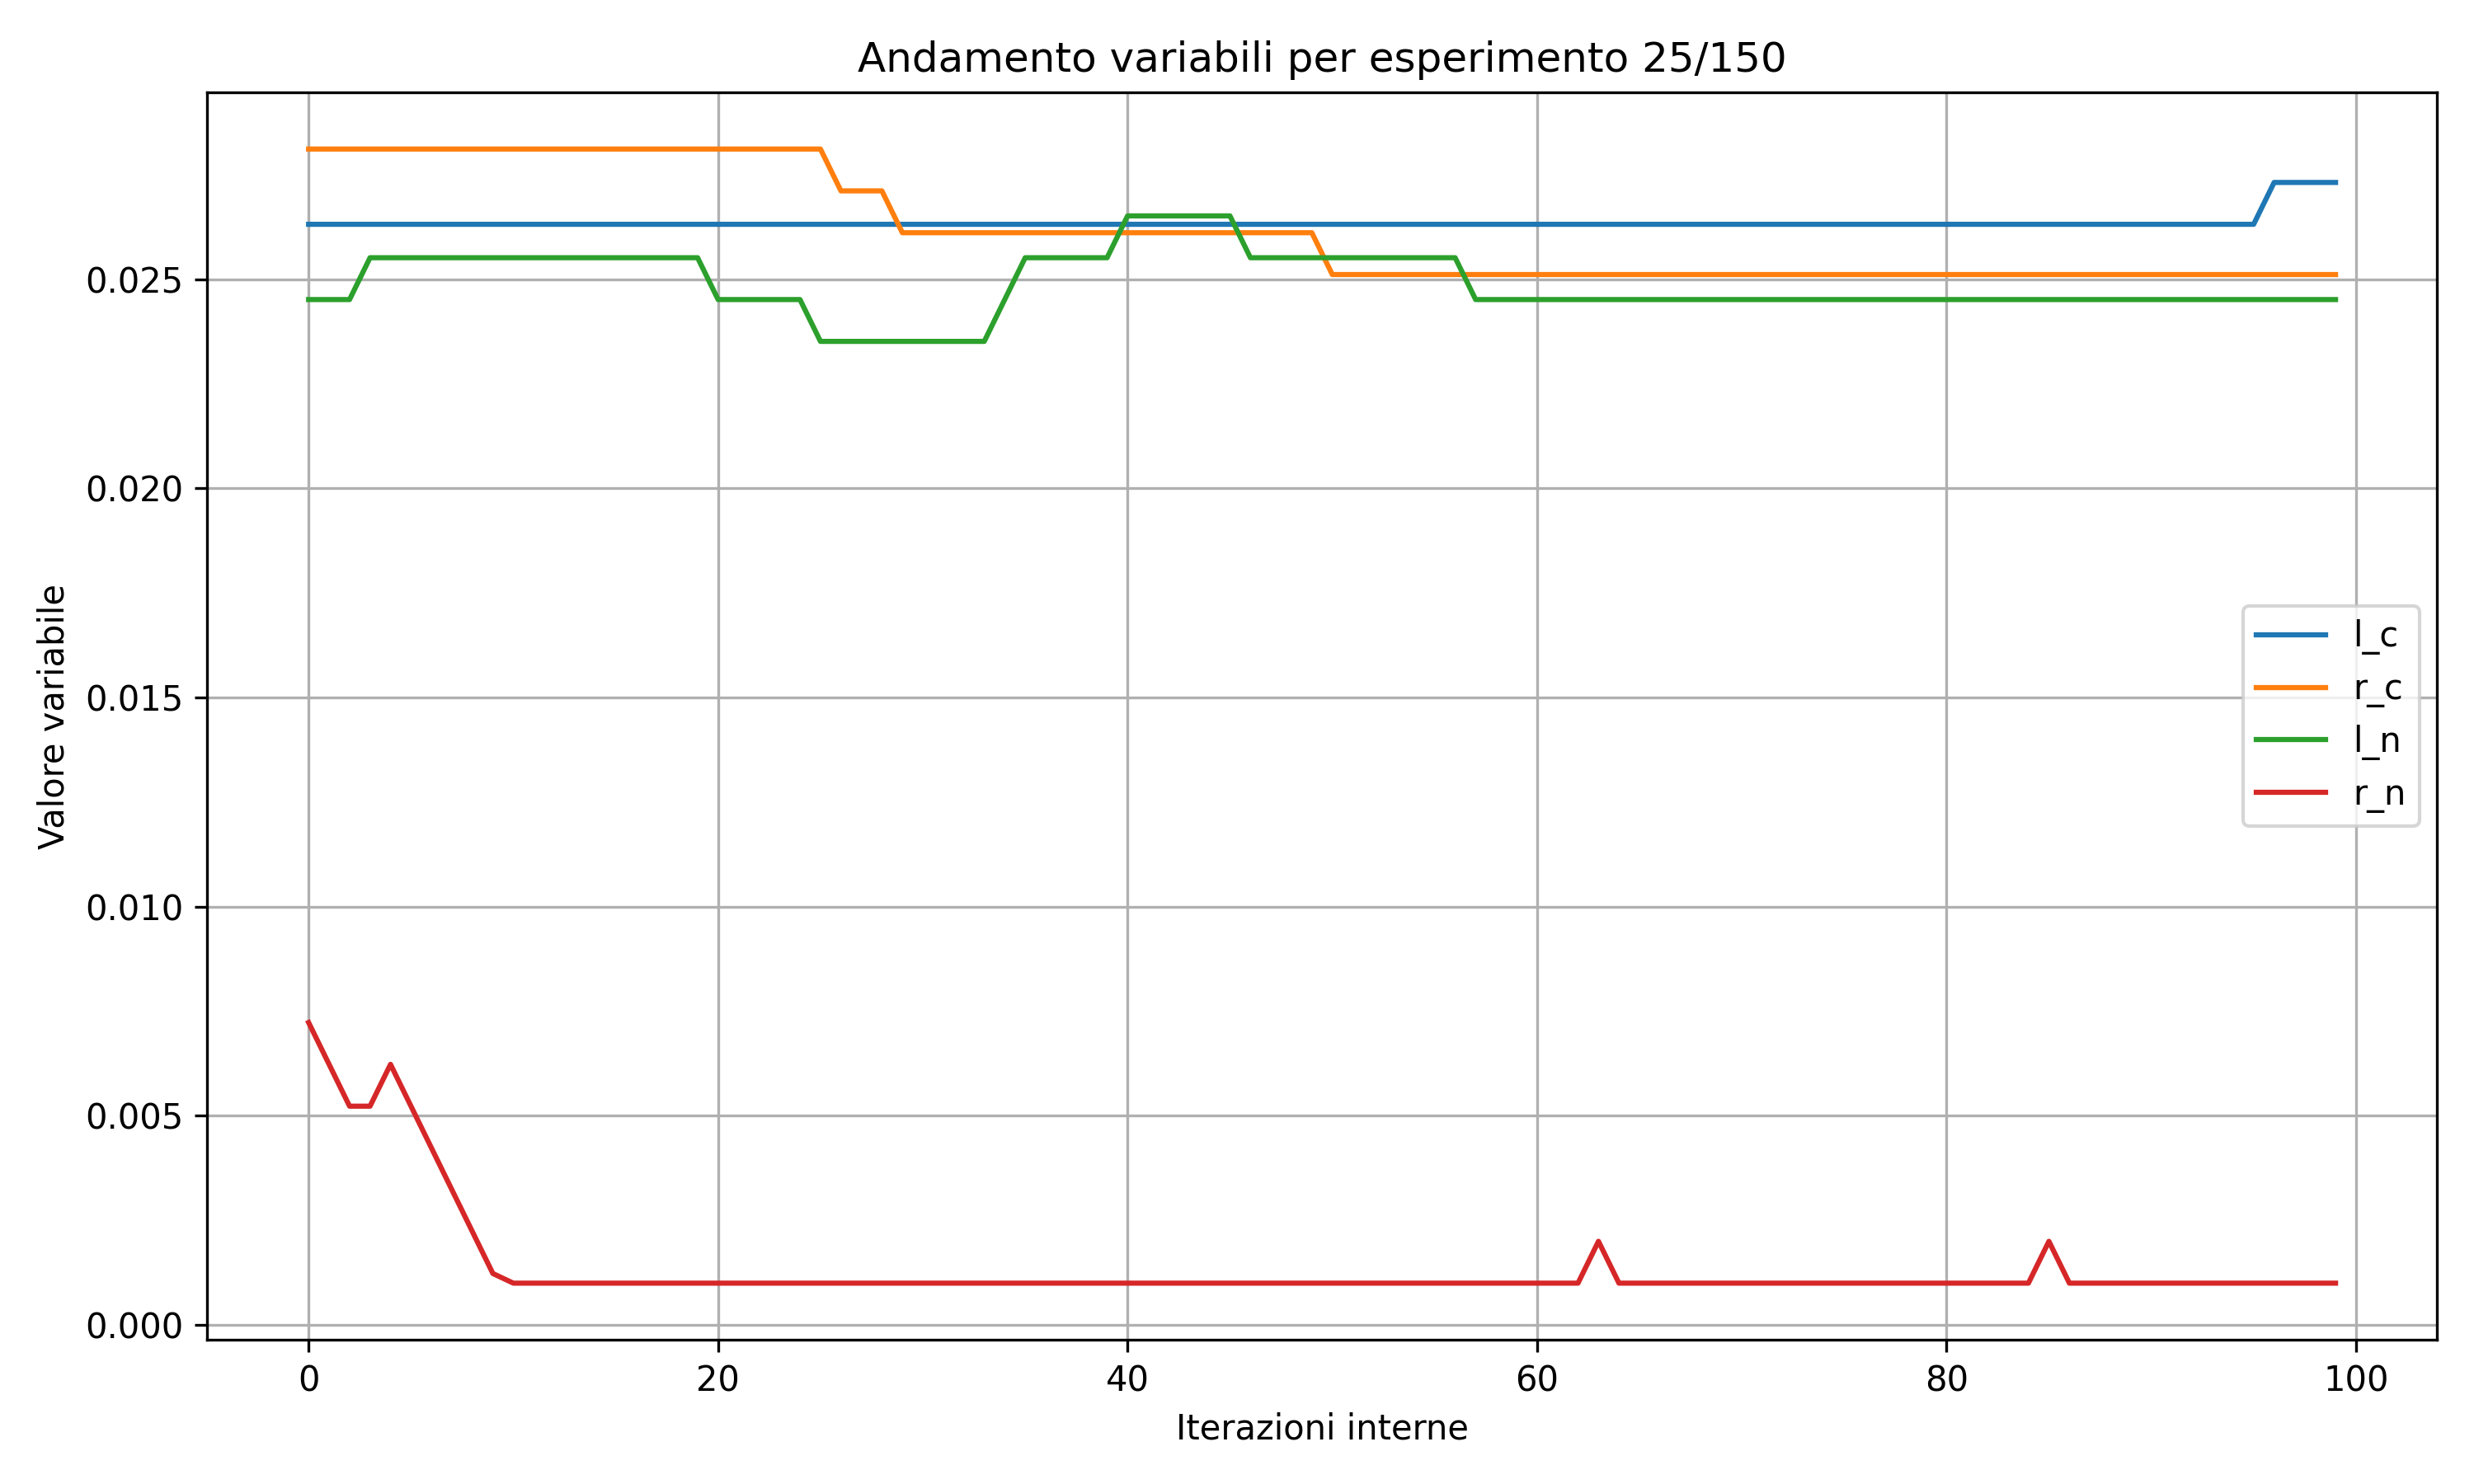 Andamento variabili per esperimento 25/150
Valore variabile
0.025
0.020
0.015
0.010
0.005
0.000
l_c
r_c
l_n
r_n
0 20 40 60 80 100
Iterazioni interne